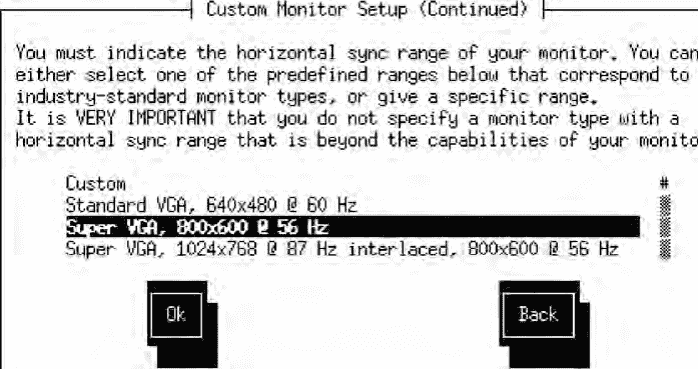 Custom Monitor Setup (Continued)
You must indicate the horizontal sync range of your monitor. You can
either select one of the predefined ranges below that correspond to
industry-standard monitor types, or give a specific range.
It is VERY IMPORTANT that you do not specify a monitor type with a
horizontal sync range that is beyond the capabilities of your monito
Custom #
Standard VGA, 640x480 @ 60 Hz
Super VGA, 800x600 @ 56 Hz
Super VGA, 1024x768 @ 87 Hz interlaced, 800x600 @ 56 Hz
Ok Back